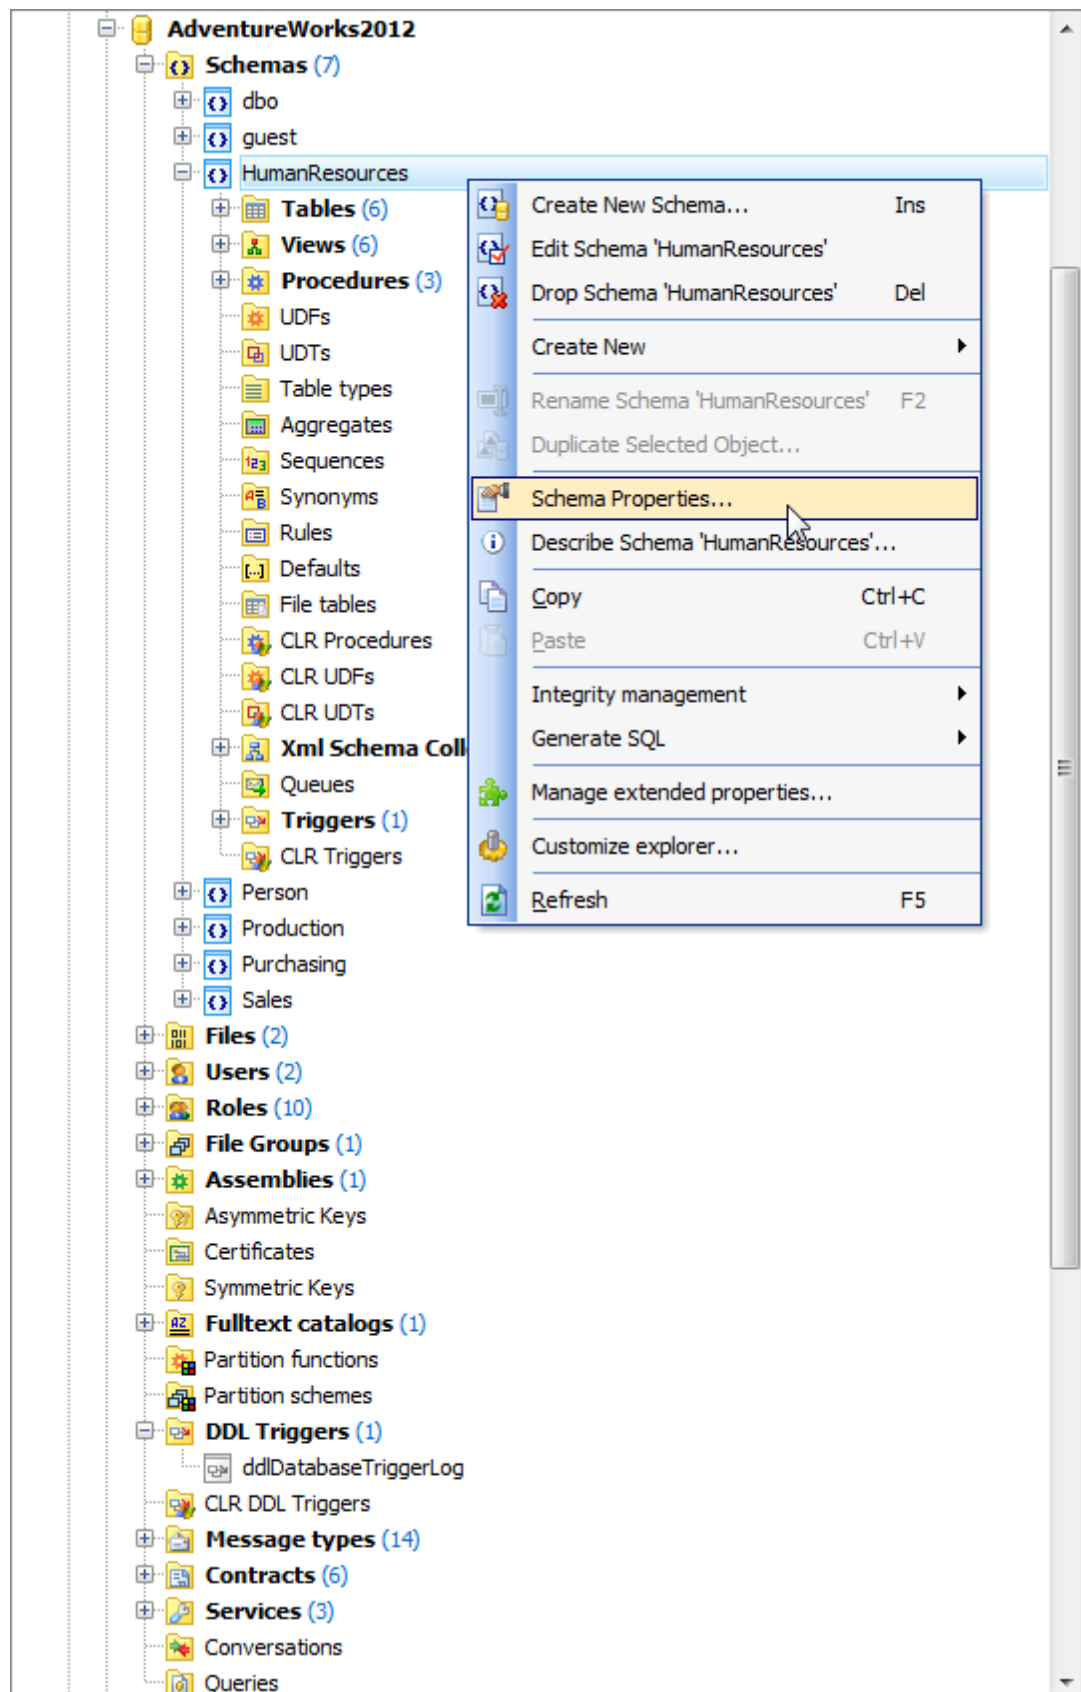 AdventureWorks2012
Schemas (7)
dbo
guest
HumanResources
Tables (6)
Views (6)
Procedures (3)
UDFs
UDTs
Table types
Aggregates
Sequences
Synonyms
Rules
Defaults
File tables
CLR Procedures
CLR UDFs
CLR UDTs
Xml Schema Coll
Queues
Triggers (1)
CLR Triggers
Person
Production
Purchasing
Sales
Files (2)
Users (2)
Roles (10)
File Groups (1)
Assemblies (1)
Asymmetric Keys
Certificates
Symmetric Keys
Fulltext catalogs (1)
Partition functions
Partition schemes
DDL Triggers (1)
ddlDatabaseTriggerLog
CLR DDL Triggers
Message types (14)
Contracts (6)
Services (3)
Conversations
Queries
Create New Schema... Ins
Edit Schema 'HumanResources'
Drop Schema 'HumanResources' Del
Create New
Rename Schema 'HumanResources' F2
Duplicate Selected Object...
Schema Properties...
Describe Schema 'HumanResources'...
Copy Ctrl+C
Paste Ctrl+V
Integrity management
Generate SQL
Manage extended properties...
Customize explorer...
Refresh F5